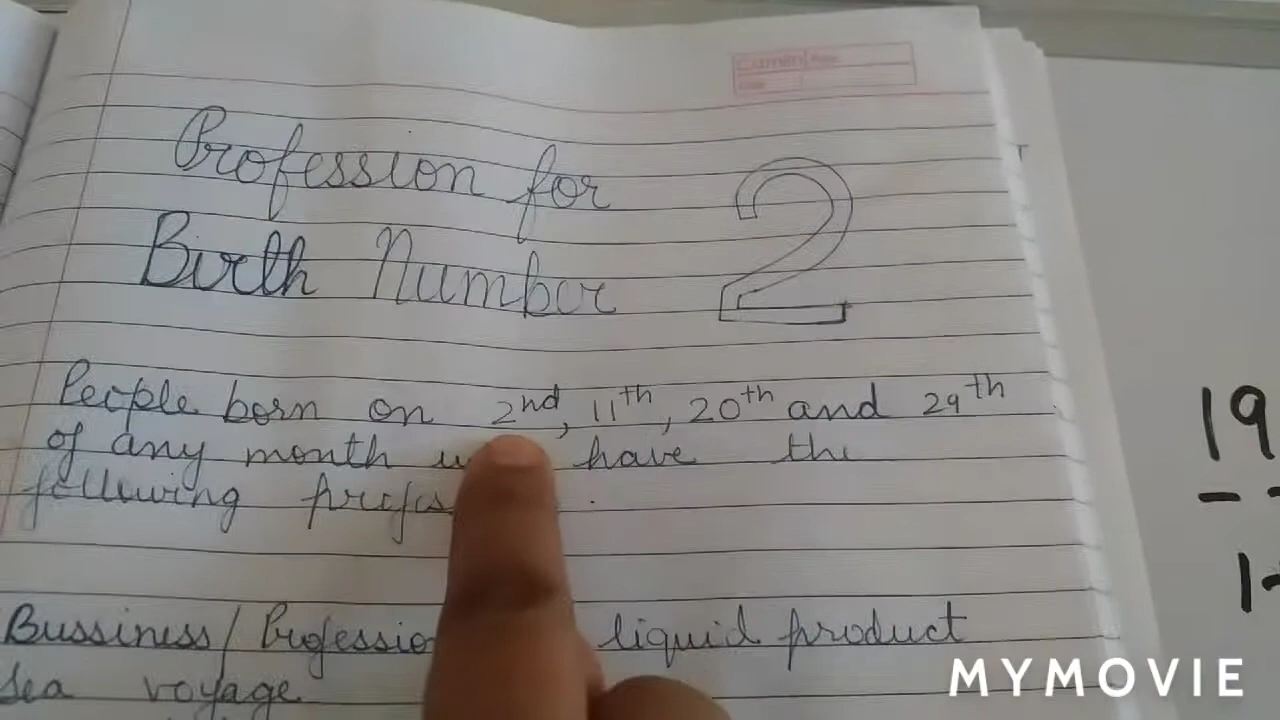 Profession for
Birth Number 2
People born on 2nd, 11th, 20th and 29th
of any month have the
following
Bussiness/ liquid product
Sea voyage
19
MYMOVIE